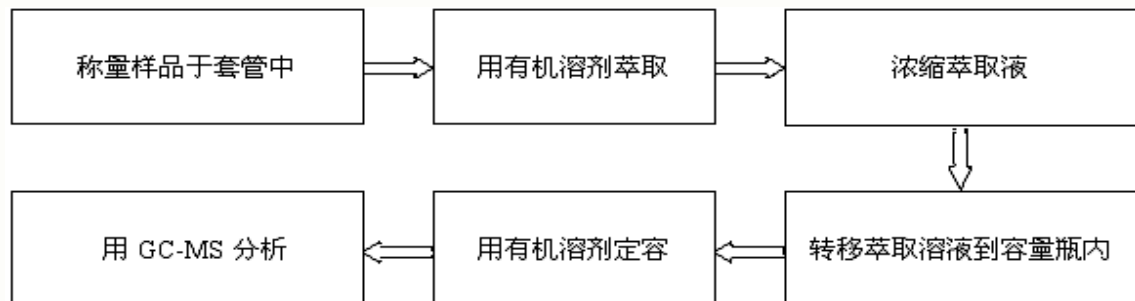 称量样品于套管中
用有机溶剂萃取
浓缩萃取液
转移萃取溶液到容量瓶内
用有机溶剂定容
用 GC-MS 分析